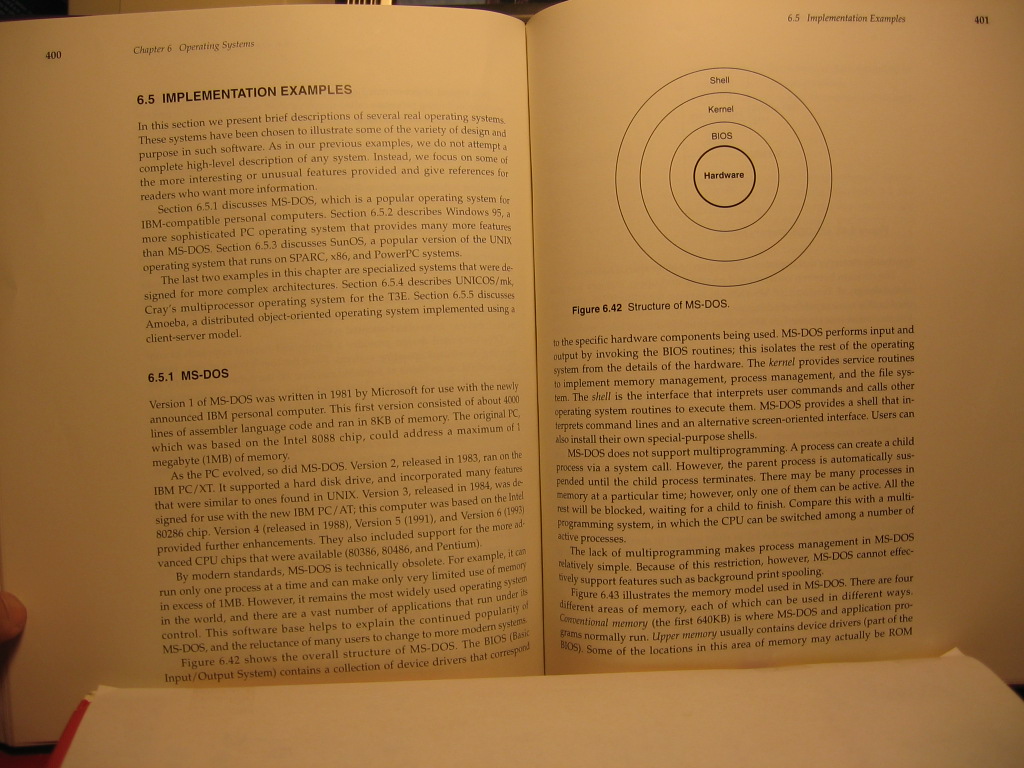 400
Chapter 6 Operating Systems
6.5 IMPLEMENTATION EXAMPLES
In this section we present brief descriptions of several real operating systems.
These systems have been chosen to illustrate some of the variety of design and
purpose in such software. As in our previous examples, we do not attempt a
complete high-level description of any system. Instead, we focus on some of
the more interesting or unusual features provided and give references for
readers who want more information.
Section 6.5.1 discusses MS-DOS, which is a popular operating system for
IBM-compatible personal computers. Section 6.5.2 describes Windows 95, a
more sophisticated PC operating system that provides many more features
than MS-DOS. Section 6.5.3 discusses SunOS, a popular version of the UNIX
operating system that runs on SPARC, x86, and PowerPC systems.
The last two examples in this chapter are specialized systems that were de-
signed for more complex architectures. Section 6.5.4 describes UNICOS/mk,
Cray's multiprocessor operating system for the T3E. Section 6.5.5 discusses
Amoeba, a distributed object-oriented operating system implemented using a
client-server model.
6.5.1 MS-DOS
Version 1 of MS-DOS was written in 1981 by Microsoft for use with the newly
announced IBM personal computer. This first version consisted of about 4000
lines of assembler language code and ran in 8KB of memory. The original PC,
which was based on the Intel 8088 chip, could address a maximum of 1
megabyte (1MB) of memory.
As the PC evolved, so did MS-DOS. Version 2, released in 1983, ran on the
IBM PC/XT. It supported a hard disk drive, and incorporated many features
that were similar to ones found in UNIX. Version 3, released in 1984, was de-
signed for use with the new IBM PC/AT; this computer was based on the Intel
80286 chip. Version 4 (released in 1988), Version 5 (1991), and Version 6 (1993)
provided further enhancements. They also included support for the more ad-
vanced CPU chips that were available (80386, 80486, and Pentium).
By modern standards, MS-DOS is technically obsolete. For example, it can
run only one process at a time and can make only very limited use of memory
in excess of 1MB. However, it remains the most widely used operating system
in the world, and there are a vast number of applications that run under its
control. This software base helps to explain the continued popularity of
MS-DOS, and the reluctance of many users to change to more modern systems.
Figure 6.42 shows the overall structure of MS-DOS. The BIOS (Basic
Input/Output System) contains a collection of device drivers that correspond
6.5 Implementation Examples
401
Shell
Kernel
BIOS
Hardware
Figure 6.42 Structure of MS-DOS.
to the specific hardware components being used. MS-DOS performs input and
output by invoking the BIOS routines; this isolates the rest of the operating
system from the details of the hardware. The kernel provides service routines
to implement memory management, process management, and the file sys-
tem. The shell is the interface that interprets user commands and calls other
operating system routines to execute them. MS-DOS provides a shell that in-
terprets command lines and an alternative screen-oriented interface. Users can
also install their own special-purpose shells.
MS-DOS does not support multiprogramming. A process can create a child
process via a system call. However, the parent process is automatically sus-
pended until the child process terminates. There may be many processes in
memory at a particular time; however, only one of them can be active. All the
rest will be blocked, waiting for a child to finish. Compare this with a multi-
programming system, in which the CPU can be switched among a number of
active processes.
The lack of multiprogramming makes process management in MS-DOS
relatively simple. Because of this restriction, however, MS-DOS cannot effec-
tively support features such as background print spooling.
Figure 6.43 illustrates the memory model used in MS-DOS. There are four
different areas of memory, each of which can be used in different ways.
Conventional memory (the first 640KB) is where MS-DOS and application pro-
grams normally run. Upper memory usually contains device drivers (part of the
BIOS). Some of the locations in this area of memory may actually be ROM